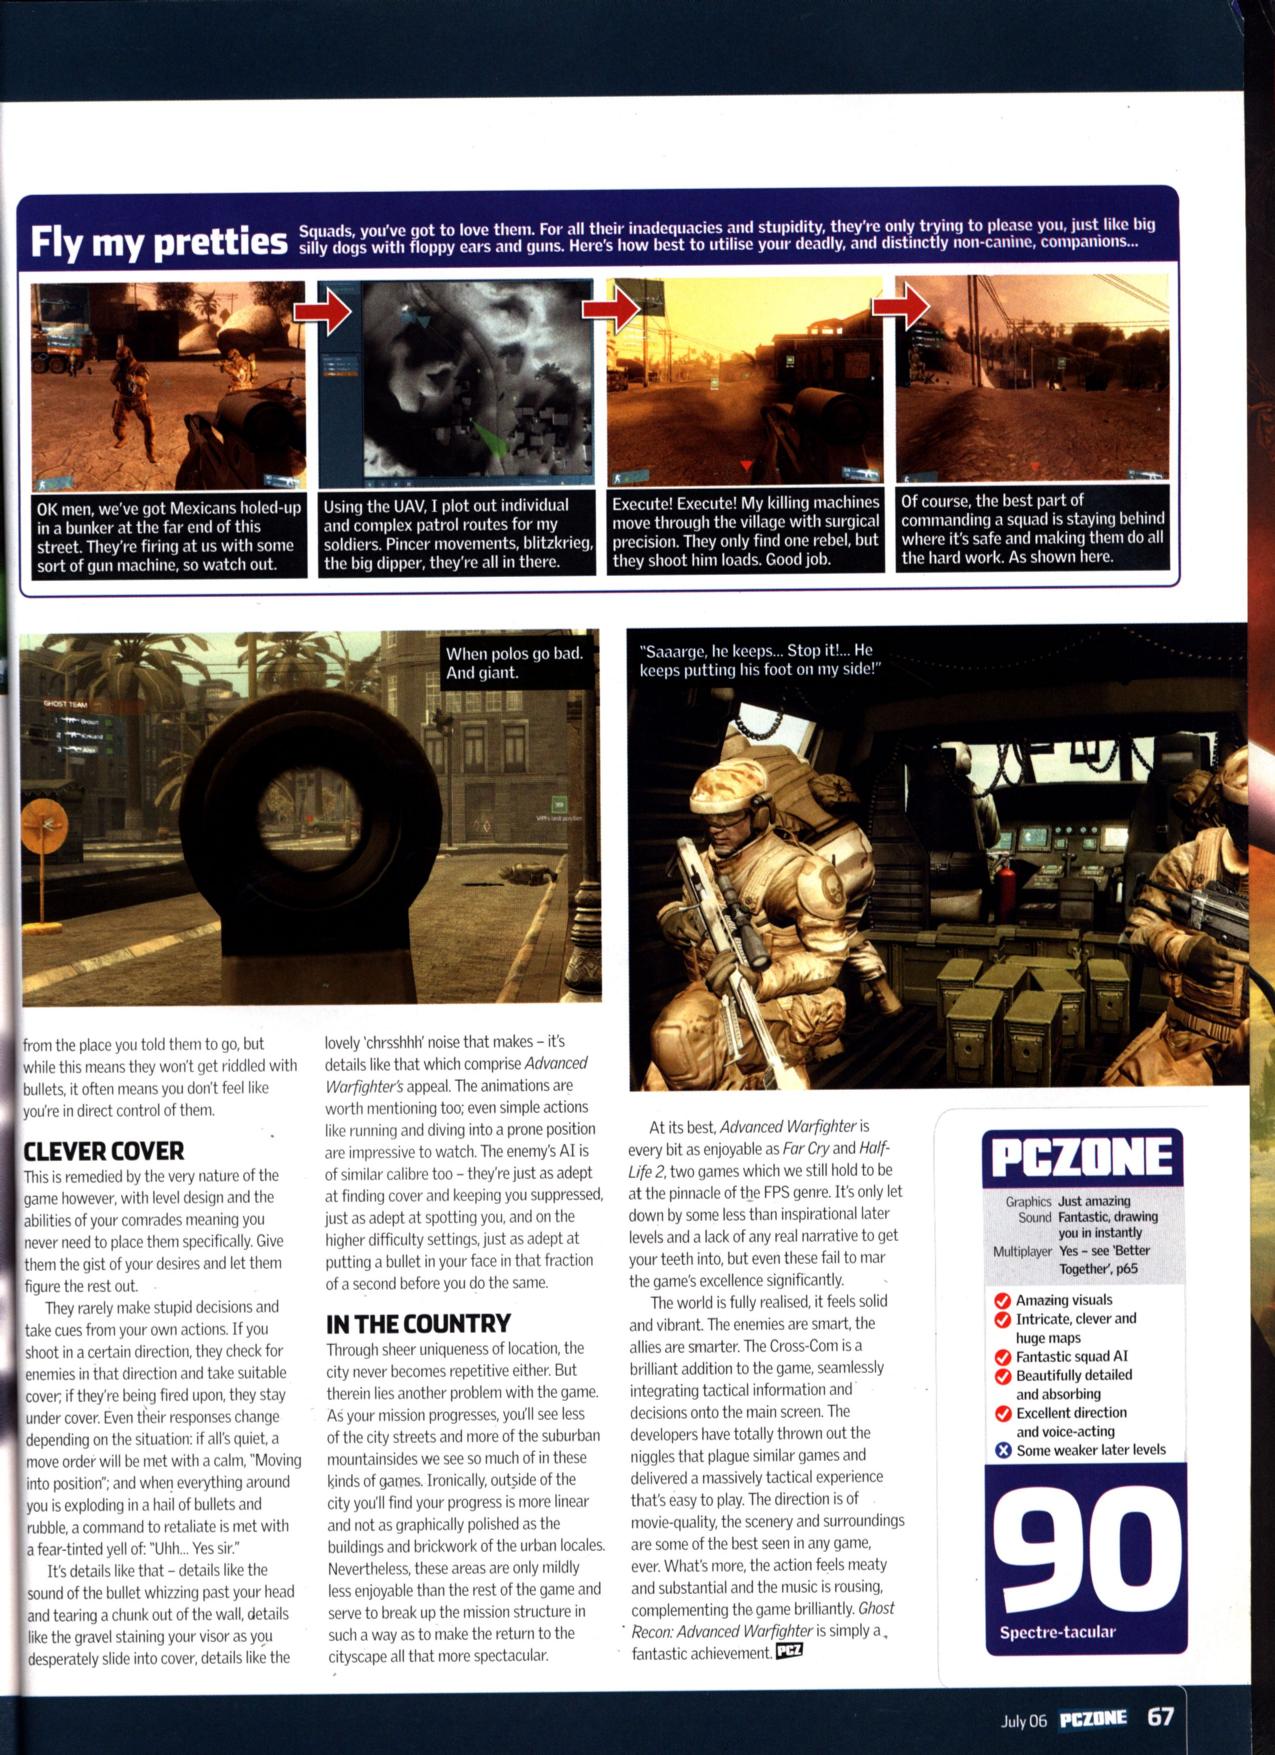 Fly my pretties
Squads, you've got to love them. For all their inadequacies and stupidity, they're only trying to please you, just like big
silly dogs with floppy ears and guns. Here's how best to utilise your deadly, and distinctly non-canine, companions...
OK men, we've got Mexicans holed-up
in a bunker at the far end of this
street. They're firing at us with some
sort of gun machine, so watch out.
Using the UAV, I plot out individual
and complex patrol routes for my
soldiers. Pincer movements, blitzkrieg,
the big dipper, they're all in there.
Execute! Execute! My killing machines
move through the village with surgical
precision. They only find one rebel, but
they shoot him loads. Good job.
Of course, the best part of
commanding a squad is staying behind
where it's safe and making them do all
the hard work. As shown here.
When polos go bad.
And giant.
GHOST TEAM
1 Brown
2
3
"Saaarge, he keeps... Stop it!... He
keeps putting his foot on my side!"
from the place you told them to go, but
while this means they won't get riddled with
bullets, it often means you don't feel like
you're in direct control of them.
CLEVER COVER
This is remedied by the very nature of the
game however, with level design and the
abilities of your comrades meaning you
never need to place them specifically. Give
them the gist of your desires and let them
figure the rest out.
They rarely make stupid decisions and
take cues from your own actions. If you
shoot in a certain direction, they check for
enemies in that direction and take suitable
cover; if they're being fired upon, they stay
under cover. Even their responses change
depending on the situation: if all's quiet, a
move order will be met with a calm, "Moving
into position"; and when everything around
you is exploding in a hail of bullets and
rubble, a command to retaliate is met with
a fear-tinted yell of: "Uhh... Yes sir."
It's details like that – details like the
sound of the bullet whizzing past your head
and tearing a chunk out of the wall, details
like the gravel staining your visor as you
desperately slide into cover, details like the
lovely 'chrsshhh' noise that makes – it's
details like that which comprise Advanced
Warfighter's appeal. The animations are
worth mentioning too; even simple actions
like running and diving into a prone position
are impressive to watch. The enemy's AI is
of similar calibre too – they're just as adept
at finding cover and keeping you suppressed,
just as adept at spotting you, and on the
higher difficulty settings, just as adept at
putting a bullet in your face in that fraction
of a second before you do the same.
IN THE COUNTRY
Through sheer uniqueness of location, the
city never becomes repetitive either. But
therein lies another problem with the game.
As your mission progresses, you'll see less
of the city streets and more of the suburban
mountainsides we see so much of in these
kinds of games. Ironically, outside of the
city you'll find your progress is more linear
and not as graphically polished as the
buildings and brickwork of the urban locales.
Nevertheless, these areas are only mildly
less enjoyable than the rest of the game and
serve to break up the mission structure in
such a way as to make the return to the
cityscape all that more spectacular.
At its best, Advanced Warfighter is
every bit as enjoyable as Far Cry and Half-
Life 2, two games which we still hold to be
at the pinnacle of the FPS genre. It's only let
down by some less than inspirational later
levels and a lack of any real narrative to get
your teeth into, but even these fail to mar
the game's excellence significantly.
The world is fully realised, it feels solid
and vibrant. The enemies are smart, the
allies are smarter. The Cross-Com is a
brilliant addition to the game, seamlessly
integrating tactical information and
decisions onto the main screen. The
developers have totally thrown out the
niggles that plague similar games and
delivered a massively tactical experience
that's easy to play. The direction is of
movie-quality, the scenery and surroundings
are some of the best seen in any game,
ever. What's more, the action feels meaty
and substantial and the music is rousing,
complementing the game brilliantly. Ghost
Recon: Advanced Warfighter is simply a
fantastic achievement. PCZ
PCZONE
Graphics Just amazing
Sound Fantastic, drawing
you in instantly
Multiplayer Yes – see 'Better
Together', p65
Amazing visuals
Intricate, clever and
huge maps
Fantastic squad AI
Beautifully detailed
and absorbing
Excellent direction
and voice-acting
Some weaker later levels
90
Spectre-tacular
July 06 PCZONE 67